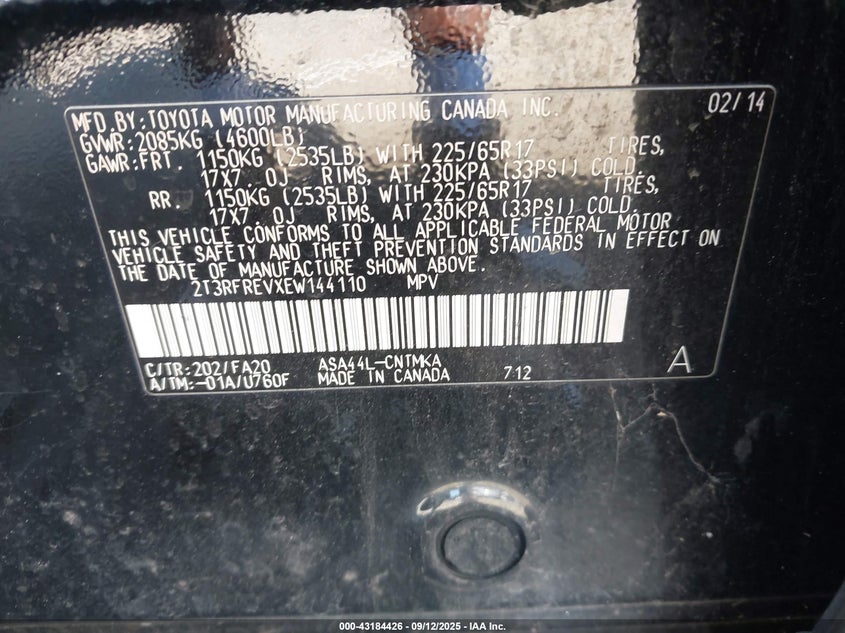 MFD. BY: TOYOTA MOTOR MANUFACTURING CANADA INC. 02/14
GVWR: 2085KG (4600LB)
GAWR: FRT. 1150KG (2535LB) WITH 225/65R17 TIRES,
17X7. OJ RIMS, AT 230KPA (33PSI) COLD.
RR. 1150KG (2535LB) WITH 225/65R17 TIRES,
17X7. OJ RIMS, AT 230KPA (33PSI) COLD.
THIS VEHICLE CONFORMS TO ALL APPLICABLE FEDERAL MOTOR
VEHICLE SAFETY AND THEFT PREVENTION STANDARDS IN EFFECT ON
THE DATE OF MANUFACTURE SHOWN ABOVE.
2T3RFREVXEW144110 MPV
C/TR: 202/FA20 ASA44L-CNTMKA A
A/TM: -01A/U760F MADE IN CANADA 712
000-43184426 - 09/12/2025 - IAA Inc.